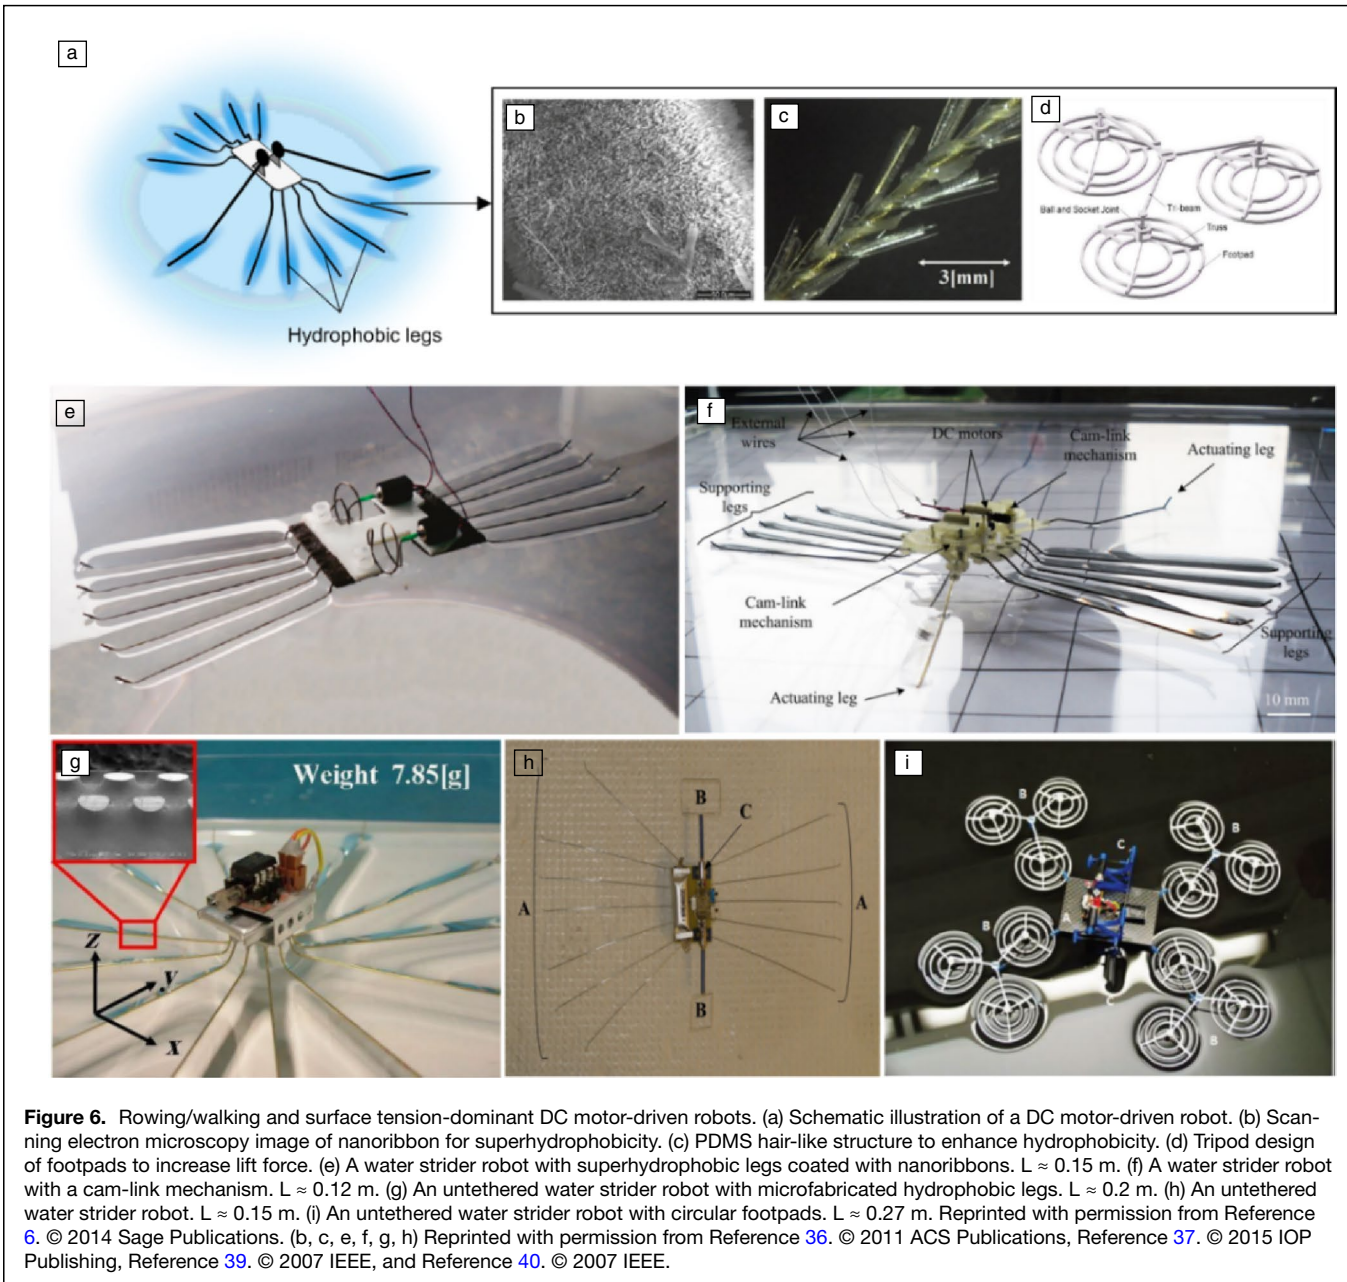 a
Hydrophobic legs
b
c
3[mm]
d
Ball and Socket Joint
Tri-beam
Truss
Footpad
e
f
External
wires
DC motors
Cam-link
mechanism
Actuating leg
Supporting
legs
Cam-link
mechanism
Actuating leg
Supporting
legs
10 mm
g
Weight 7.85[g]
Z
y
x
h
B
C
A
A
B
i
B
B
C
B
A
C
B
Figure 6. Rowing/walking and surface tension-dominant DC motor-driven robots. (a) Schematic illustration of a DC motor-driven robot. (b) Scan-
ning electron microscopy image of nanoribbon for superhydrophobicity. (c) PDMS hair-like structure to enhance hydrophobicity. (d) Tripod design
of footpads to increase lift force. (e) A water strider robot with superhydrophobic legs coated with nanoribbons. L ≈ 0.15 m. (f) A water strider robot
with a cam-link mechanism. L ≈ 0.12 m. (g) An untethered water strider robot with microfabricated hydrophobic legs. L ≈ 0.2 m. (h) An untethered
water strider robot. L ≈ 0.15 m. (i) An untethered water strider robot with circular footpads. L ≈ 0.27 m. Reprinted with permission from Reference
6. © 2014 Sage Publications. (b, c, e, f, g, h) Reprinted with permission from Reference 36. © 2011 ACS Publications, Reference 37. © 2015 IOP
Publishing, Reference 39. © 2007 IEEE, and Reference 40. © 2007 IEEE.